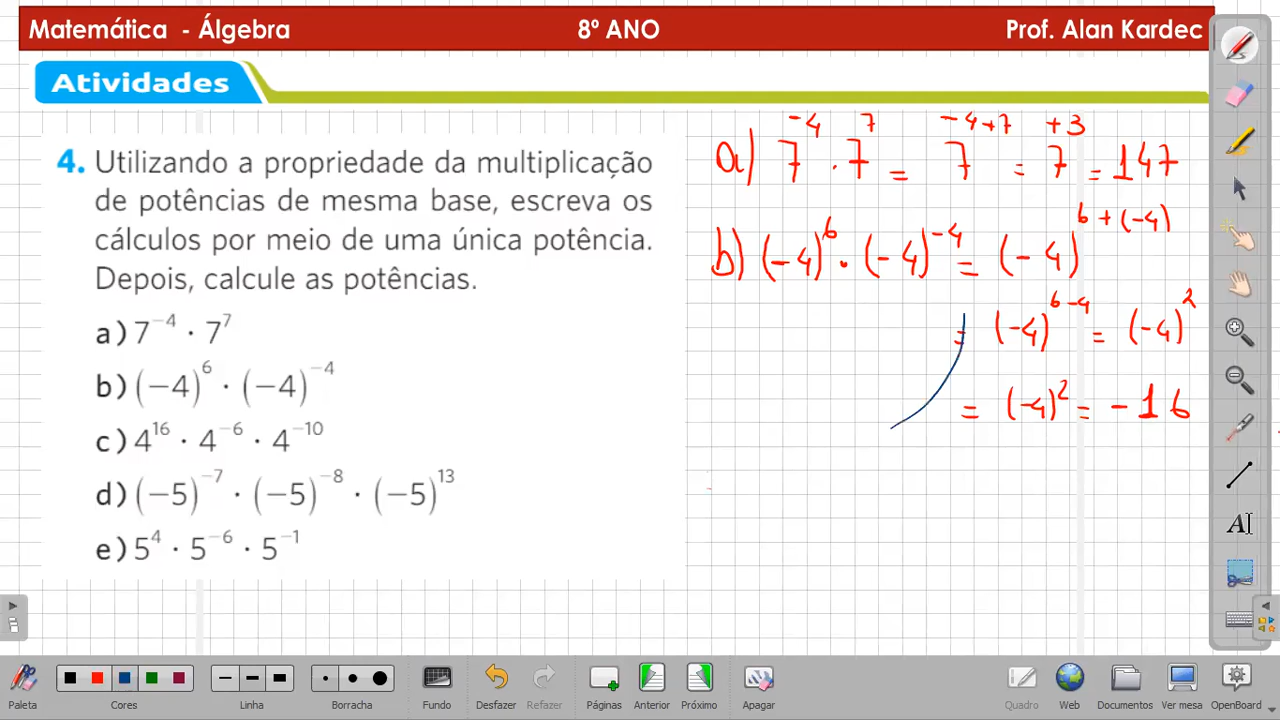 Matemática - Álgebra 8º ANO Prof. Alan Kardec
Atividades
4. Utilizando a propriedade da multiplicação
de potências de mesma base, escreva os
cálculos por meio de uma única potência.
Depois, calcule as potências.
a) 7⁻⁴ · 7⁷
b) (−4)⁶ · (−4)⁻⁴
c) 4¹⁶ · 4⁻⁶ · 4⁻¹⁰
d) (−5)⁻⁷ · (−5)⁻⁸ · (−5)¹³
e) 5⁴ · 5⁻⁶ · 5⁻¹
a) 7⁻⁴ · 7⁷ = 7⁻⁴⁺⁷ = 7⁺³ = 147
b) (−4)⁶ · (−4)⁻⁴ = (−4)⁶⁺⁽⁻⁴⁾
= (−4)⁶⁻⁴ = (−4)²
= (−4)² = −16
A
Paleta Cores Linha Borracha Fundo Desfazer Refazer Páginas Anterior Próximo Apagar Quadro Web Documentos Ver mesa OpenBoard